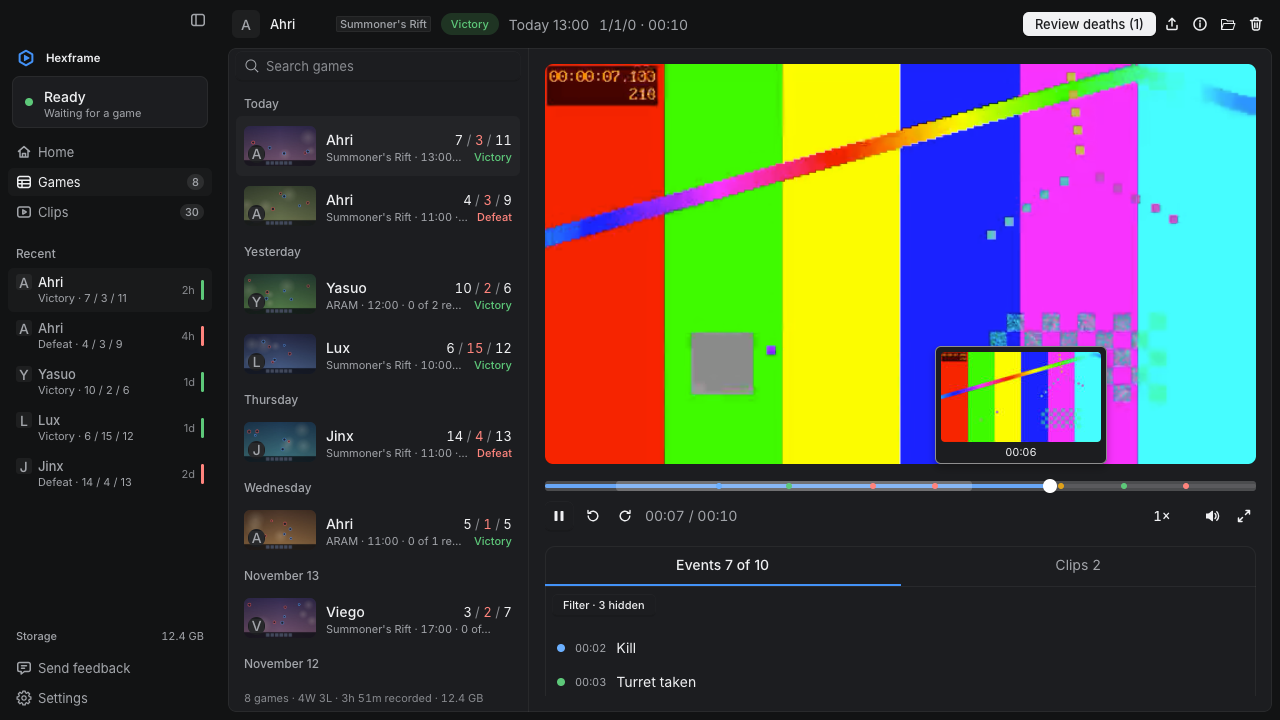 Hexframe
Ready
Waiting for a game
Home
Games 8
Clips 30
Recent
A Ahri
Victory · 7 / 3 / 11 2h
A Ahri
Defeat · 4 / 3 / 9 4h
Y Yasuo
Victory · 10 / 2 / 6 1d
L Lux
Victory · 6 / 15 / 12 1d
J Jinx
Defeat · 14 / 4 / 13 2d
Storage 12.4 GB
Send feedback
Settings
A Ahri Summoner's Rift Victory Today 13:00 1/1/0 · 00:10 Review deaths (1)
Search games
Today
A Ahri 7 / 3 / 11
Summoner's Rift · 13:00... Victory
A Ahri 4 / 3 / 9
Summoner's Rift · 11:00 ·... Defeat
Yesterday
Y Yasuo 10 / 2 / 6
ARAM · 12:00 · 0 of 2 re... Victory
L Lux 6 / 15 / 12
Summoner's Rift · 10:00... Victory
Thursday
J Jinx 14 / 4 / 13
Summoner's Rift · 11:00 ·... Defeat
Wednesday
A Ahri 5 / 1 / 5
ARAM · 11:00 · 0 of 1 re... Victory
November 13
V Viego 3 / 2 / 7
Summoner's Rift · 17:00 · 0 of...
November 12
8 games · 4W 3L · 3h 51m recorded · 12.4 GB
00:00:07.133
210
00:06
00:07 / 00:10 1×
Events 7 of 10 Clips 2
Filter · 3 hidden
00:02 Kill
00:03 Turret taken